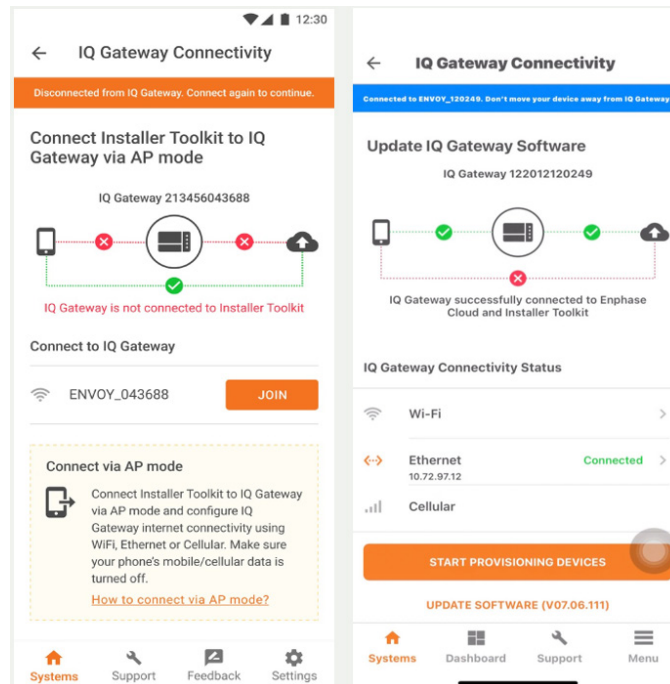 12:30
IQ Gateway Connectivity
Disconnected from IQ Gateway. Connect again to continue.
Connect Installer Toolkit to IQ
Gateway via AP mode
IQ Gateway 213456043688
IQ Gateway is not connected to Installer Toolkit
Connect to IQ Gateway
ENVOY_043688
JOIN
Connect via AP mode
Connect Installer Toolkit to IQ Gateway
via AP mode and configure IQ
Gateway internet connectivity using
WiFi, Ethernet or Cellular. Make sure
your phone's mobile/cellular data is
turned off.
How to connect via AP mode?
Systems
Support
Feedback
Settings
IQ Gateway Connectivity
Connected to ENVOY_120249. Don't move your device away from IQ Gateway
Update IQ Gateway Software
IQ Gateway 122012120249
IQ Gateway successfully connected to Enphase
Cloud and Installer Toolkit
IQ Gateway Connectivity Status
Wi-Fi
Ethernet
Connected
10.72.97.12
Cellular
START PROVISIONING DEVICES
UPDATE SOFTWARE (V07.06.111)
Systems
Dashboard
Support
Menu